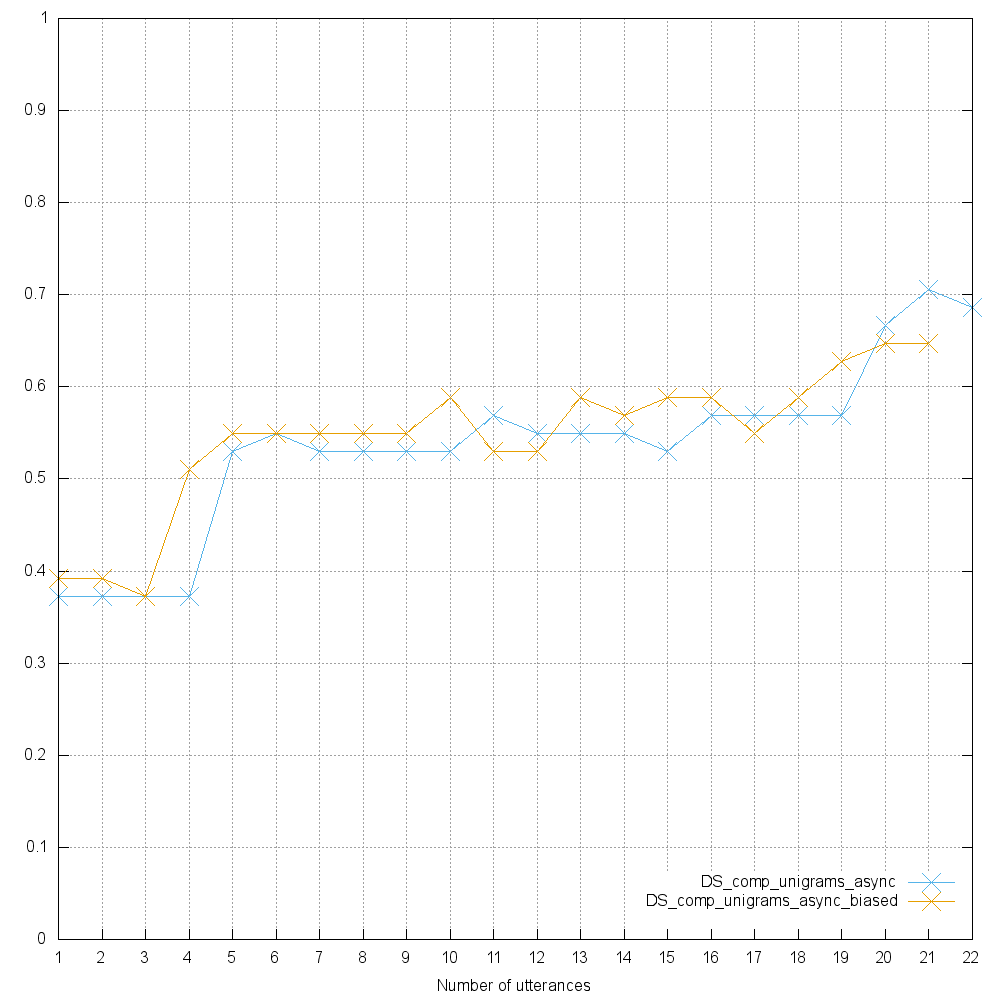 1
0.9
0.8
0.7
0.6
0.5
0.4
0.3
0.2
0.1
0
DS_comp_unigrams_async
DS_comp_unigrams_async_biased
1 2 3 4 5 6 7 8 9 10 11 12 13 14 15 16 17 18 19 20 21 22
Number of utterances